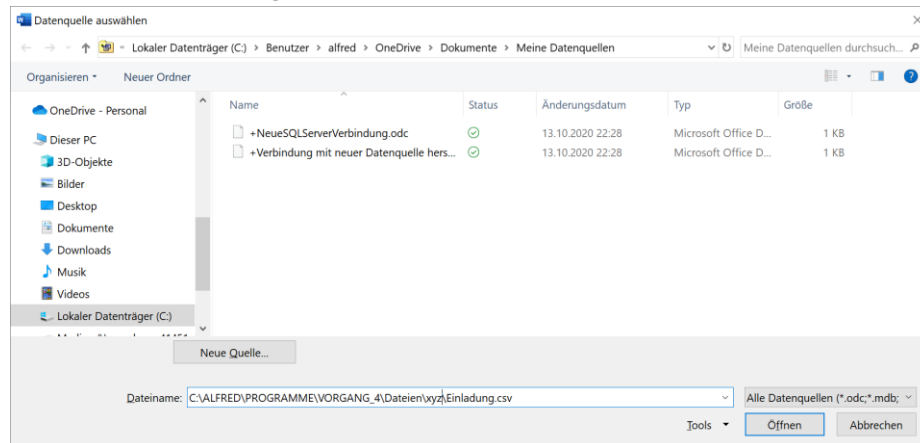 Datenquelle auswählen
Lokaler Datenträger (C:) > Benutzer > alfred > OneDrive > Dokumente > Meine Datenquellen
Meine Datenquellen durchsuch...
Organisieren
Neuer Ordner
OneDrive - Personal
Dieser PC
3D-Objekte
Bilder
Desktop
Dokumente
Downloads
Musik
Videos
Lokaler Datenträger (C:)
Name Status Änderungsdatum Typ Größe
+NeueSQLServerVerbindung.odc 13.10.2020 22:28 Microsoft Office D... 1 KB
+Verbindung mit neuer Datenquelle hers... 13.10.2020 22:28 Microsoft Office D... 1 KB
Neue Quelle...
Dateiname: C:\ALFRED\PROGRAMME\VORGANG_4\Dateien\xyz\Einladung.csv
Alle Datenquellen (*.odc;*.mdb;
Tools Öffnen Abbrechen